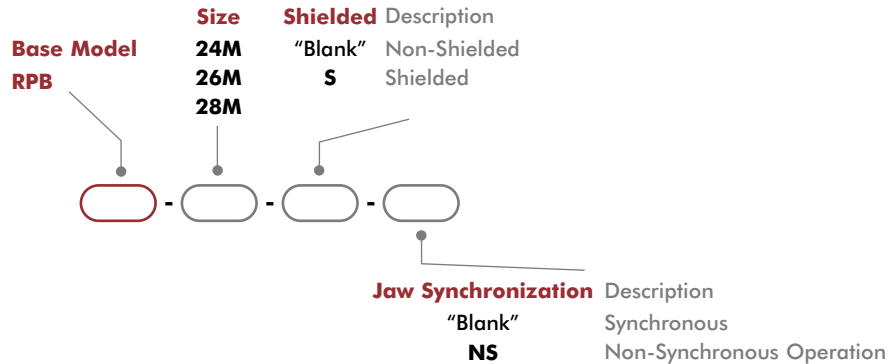 Size Shielded Description
Base Model 24M “Blank” Non-Shielded
RPB 26M S Shielded
28M
- - -
Jaw Synchronization Description
“Blank” Synchronous
NS Non-Synchronous Operation